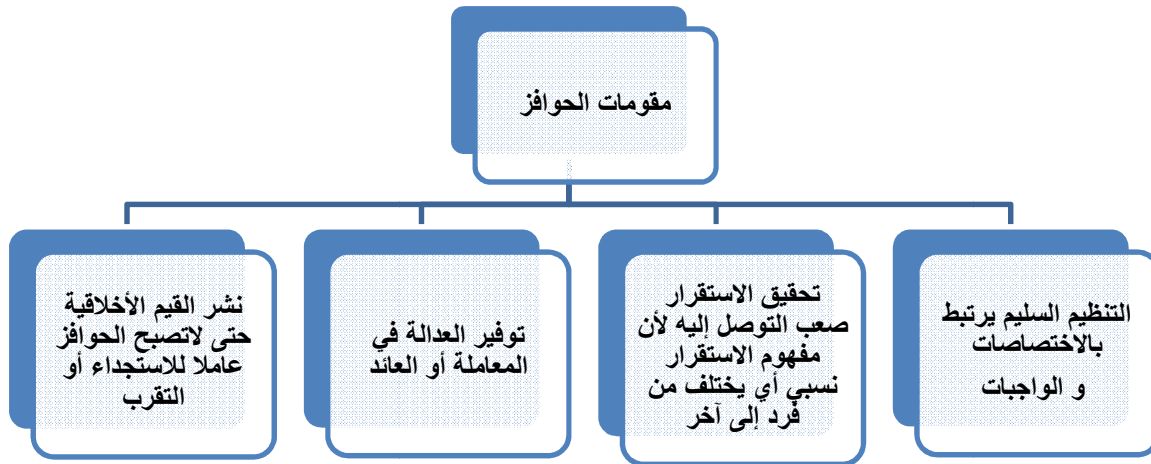 مقومات الحوافز
التنظيم السليم يرتبط
بالاختصاصات
و الواجبات
تحقيق الاستقرار
صعب التوصل إليه لأن
مفهوم الاستقرار
نسبي أي يختلف من
فرد إلى آخر
توفير العدالة في
المعاملة أو العائد
نشر القيم الأخلاقية
حتى لاتصبح الحوافز
عاملا للاستجداء أو
التقرب